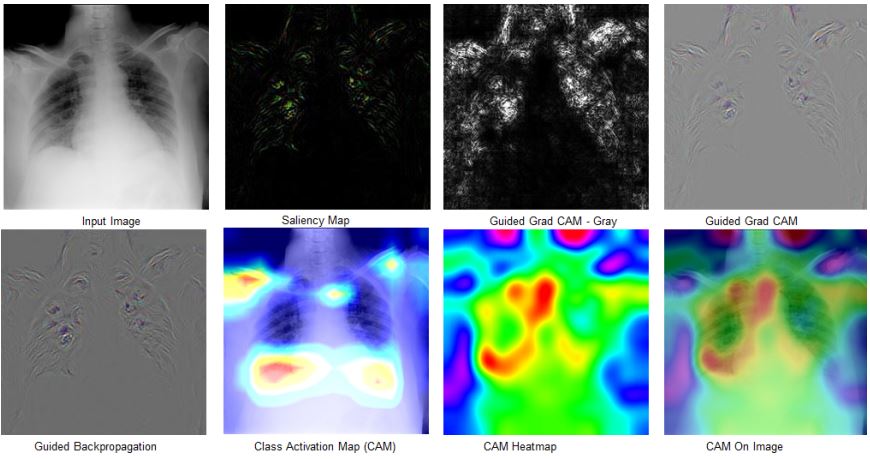 Input Image
Saliency Map
Guided Grad CAM - Gray
Guided Grad CAM
Guided Backpropagation
Class Activation Map (CAM)
CAM Heatmap
CAM On Image